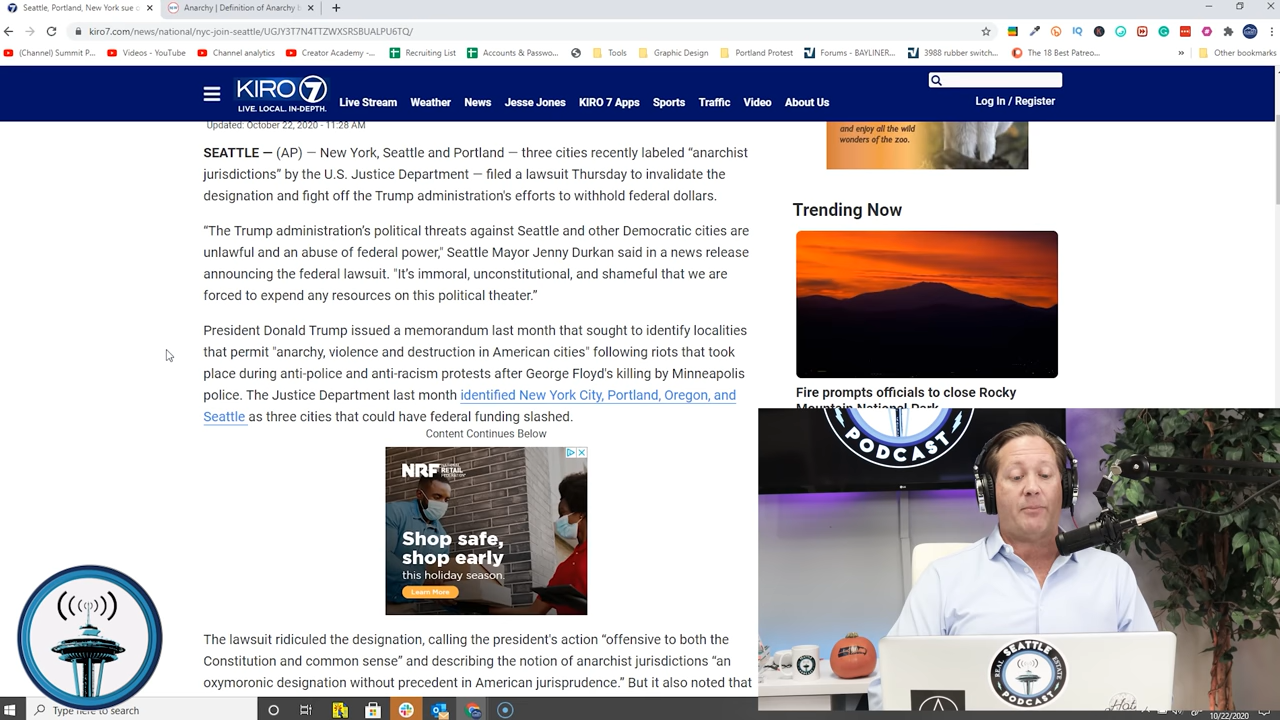 Seattle, Portland, New York sue o
Anarchy | Definition of Anarchy b
kiro7.com/news/national/nyc-join-seattle/UGJY3T7N4TTZWXSRSBUALPU6TQ/
(Channel) Summit P... Videos - YouTube Channel analytics Creator Academy -... Recruiting List Accounts & Passwo... Tools Graphic Design Portland Protest Forums - BAYLINER... 3988 rubber switch... The 18 Best Patreo... » Other bookmarks
KIRO 7
LIVE. LOCAL. IN-DEPTH.
Live Stream Weather News Jesse Jones KIRO 7 Apps Sports Traffic Video About Us
Log In / Register
Updated: October 22, 2020 - 11:28 AM
SEATTLE — (AP) — New York, Seattle and Portland — three cities recently labeled “anarchist
jurisdictions” by the U.S. Justice Department — filed a lawsuit Thursday to invalidate the
designation and fight off the Trump administration's efforts to withhold federal dollars.
“The Trump administration’s political threats against Seattle and other Democratic cities are
unlawful and an abuse of federal power," Seattle Mayor Jenny Durkan said in a news release
announcing the federal lawsuit. "It’s immoral, unconstitutional, and shameful that we are
forced to expend any resources on this political theater.”
President Donald Trump issued a memorandum last month that sought to identify localities
that permit "anarchy, violence and destruction in American cities" following riots that took
place during anti-police and anti-racism protests after George Floyd's killing by Minneapolis
police. The Justice Department last month identified New York City, Portland, Oregon, and
Seattle as three cities that could have federal funding slashed.
Content Continues Below
NRF NATIONAL RETAIL FEDERATION
Shop safe,
shop early
this holiday season.
Learn More
The lawsuit ridiculed the designation, calling the president's action “offensive to both the
Constitution and common sense” and describing the notion of anarchist jurisdictions “an
oxymoronic designation without precedent in American jurisprudence.” But it also noted that
and enjoy all the wild
wonders of the zoo.
Trending Now
Fire prompts officials to close Rocky
Mountain National Park
PODCAST
LG
REAL SEATTLE ESTATE
PODCAST
Type here to search
10/22/2020